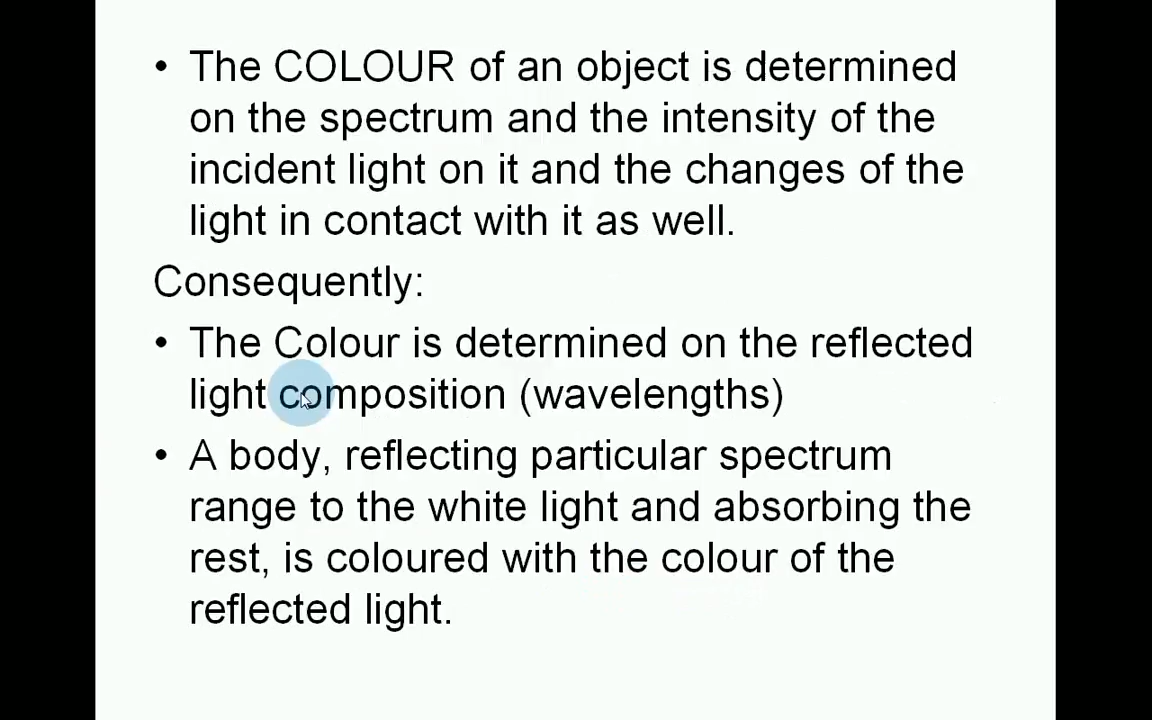 • The COLOUR of an object is determined
on the spectrum and the intensity of the
incident light on it and the changes of the
light in contact with it as well.
Consequently:
• The Colour is determined on the reflected
light composition (wavelengths)
• A body, reflecting particular spectrum
range to the white light and absorbing the
rest, is coloured with the colour of the
reflected light.